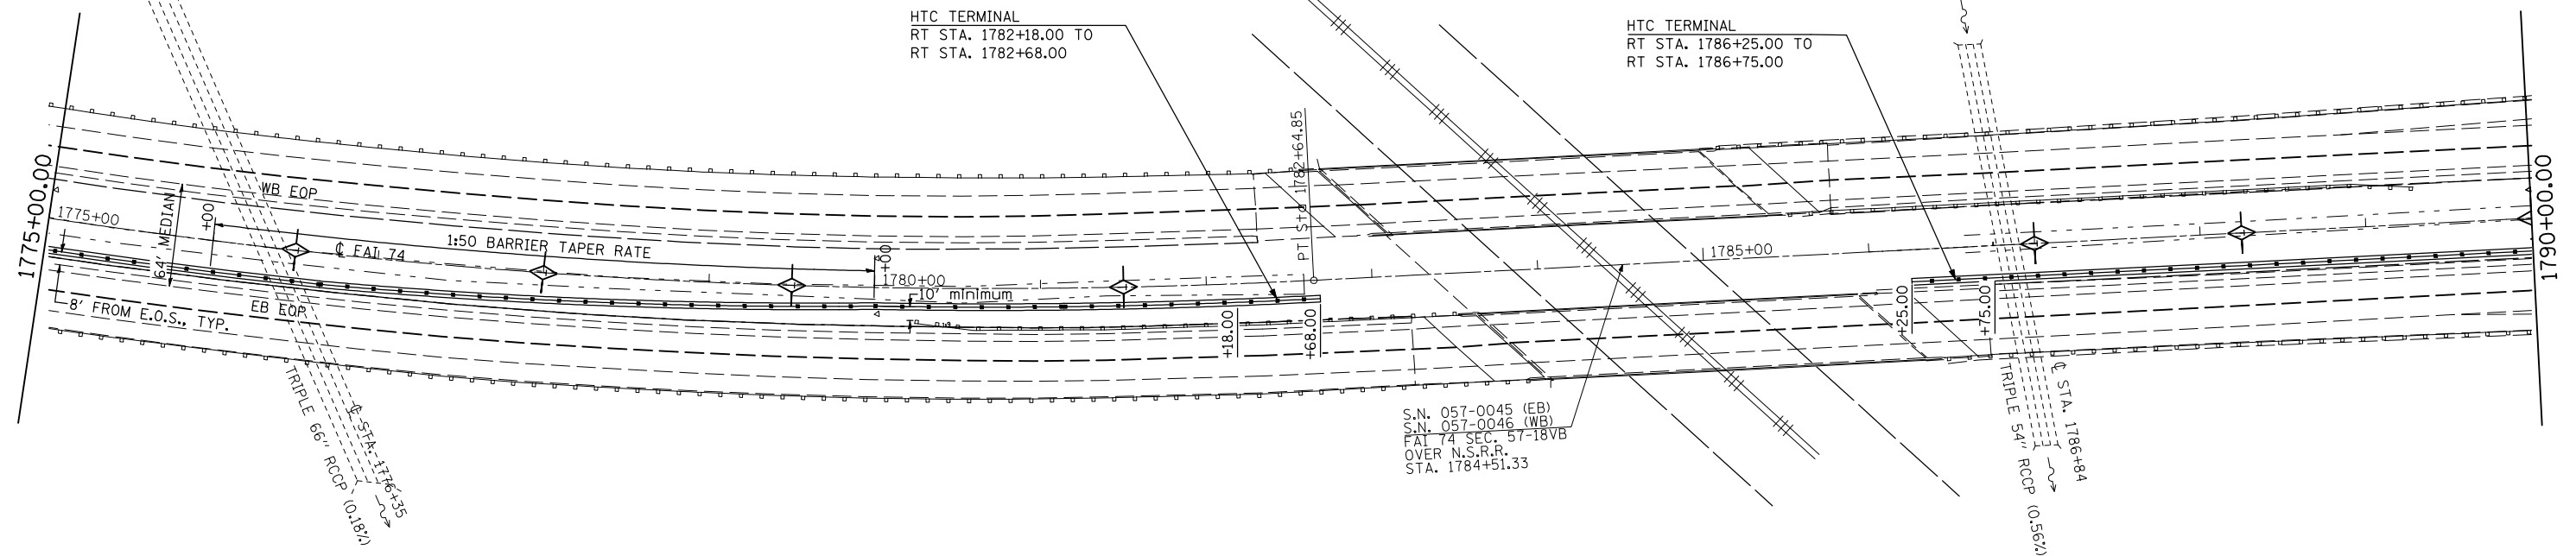 HTC TERMINAL
RT STA. 1782+18.00 TO
RT STA. 1782+68.00
HTC TERMINAL
RT STA. 1786+25.00 TO
RT STA. 1786+75.00
1775+00.00
1775+00
64' MEDIAN
+00
WB EOP
℄ FAI 74
1:50 BARRIER TAPER RATE
+00
1780+00
10' minimum
8' FROM E.O.S., TYP.
EB EOP
TRIPLE 66" RCCP (0.18%)
℄ STA. 1776+35
+18.00
+68.00
PT Sta 1782+64.85
1785+00
S.N. 057-0045 (EB)
S.N. 057-0046 (WB)
FAI 74 SEC. 57-18VB
OVER N.S.R.R.
STA. 1784+51.33
+25.00
+75.00
TRIPLE 54" RCCP (0.56%)
℄ STA. 1786+84
1790+00.00